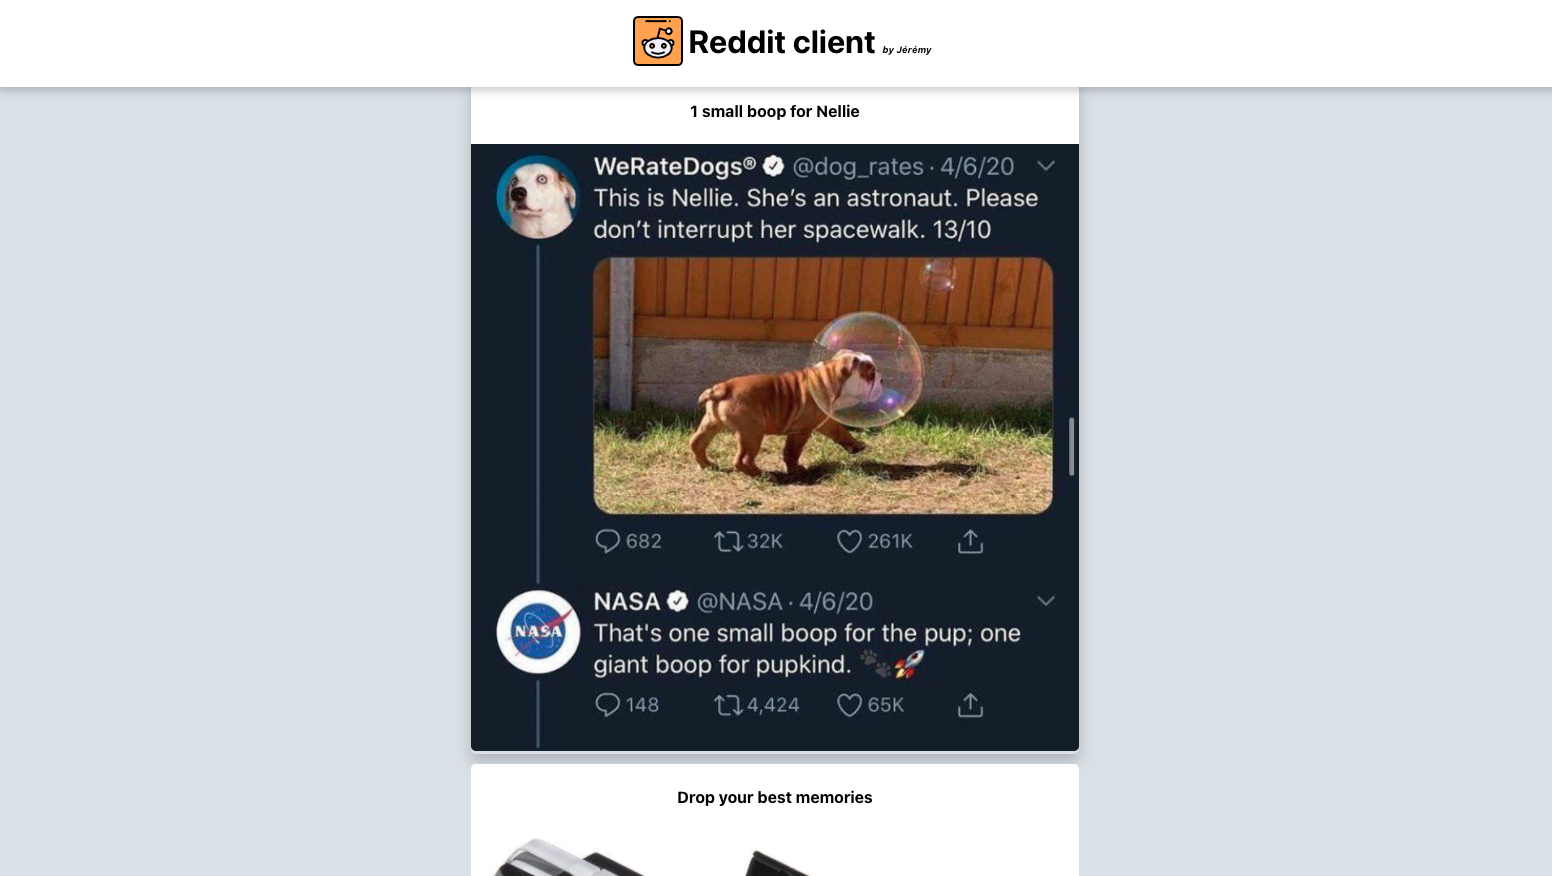 Reddit client by Jérémy
1 small boop for Nellie
WeRateDogs® @dog_rates · 4/6/20
This is Nellie. She’s an astronaut. Please
don’t interrupt her spacewalk. 13/10
682 32K 261K
NASA @NASA · 4/6/20
NASA
That's one small boop for the pup; one
giant boop for pupkind. 🐾🚀
148 4,424 65K
Drop your best memories